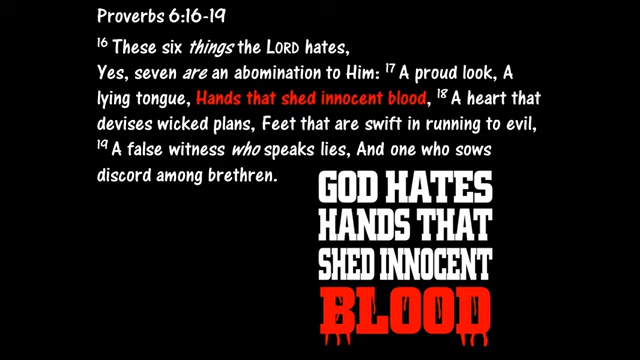 Proverbs 6:16-19
16 These six things the LORD hates,
Yes, seven are an abomination to Him: 17 A proud look, A
lying tongue, Hands that shed innocent blood, 18 A heart that
devises wicked plans, Feet that are swift in running to evil,
19 A false witness who speaks lies, And one who sows
discord among brethren.
GOD HATES
HANDS THAT
SHED INNOCENT
BLOOD